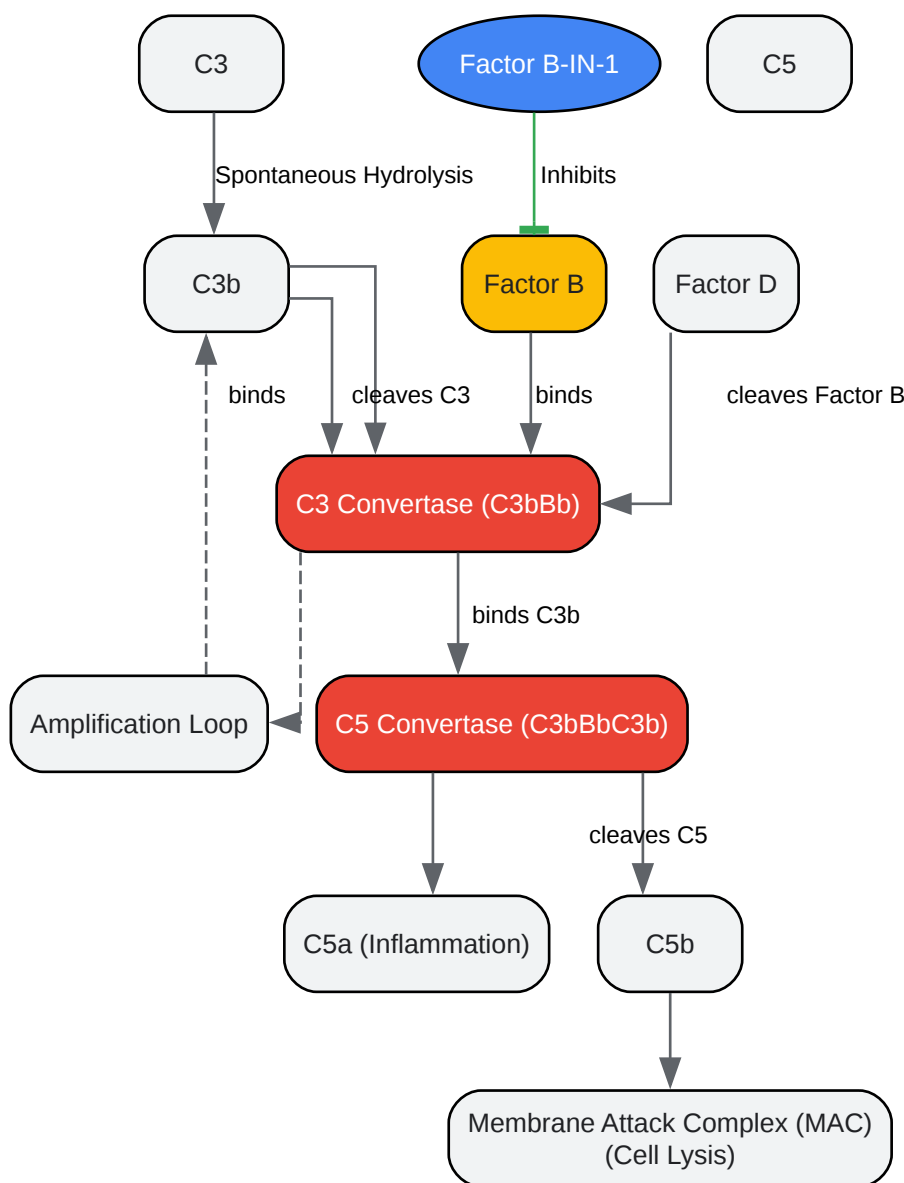 C3
Factor B-IN-1
C5
Spontaneous Hydrolysis
Inhibits
C3b
Factor B
Factor D
binds
cleaves C3
binds
cleaves Factor B
C3 Convertase (C3bBb)
binds C3b
Amplification Loop
C5 Convertase (C3bBbC3b)
cleaves C5
C5a (Inflammation)
C5b
Membrane Attack Complex (MAC)
(Cell Lysis)